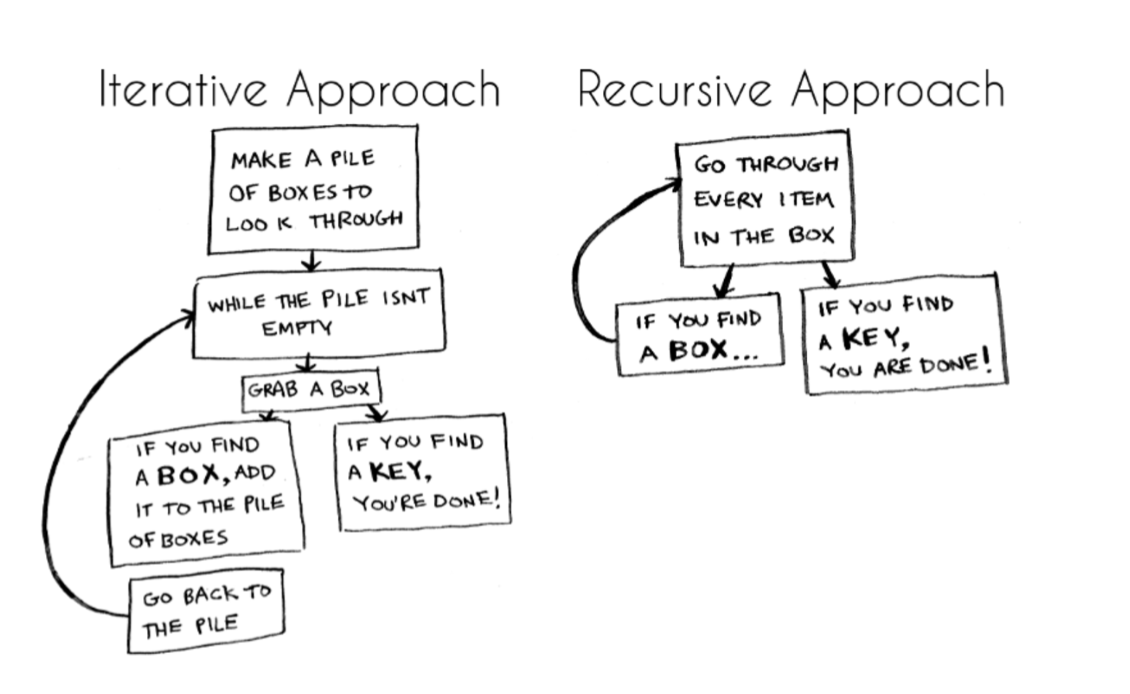 Iterative Approach
MAKE A PILE
OF BOXES TO
LOOK THROUGH
WHILE THE PILE ISNT
EMPTY
GRAB A BOX
IF YOU FIND
A BOX, ADD
IT TO THE PILE
OF BOXES
IF YOU FIND
A KEY,
YOU'RE DONE!
GO BACK TO
THE PILE
Recursive Approach
GO THROUGH
EVERY ITEM
IN THE BOX
IF YOU FIND
A BOX...
IF YOU FIND
A KEY,
YOU ARE DONE!